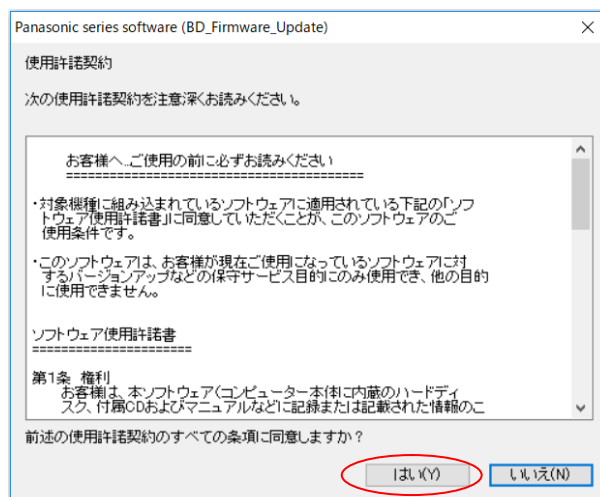 Panasonic series software (BD_Firmware_Update)
使用許諾契約
次の使用許諾契約を注意深くお読みください。
お客様へ...ご使用の前に必ずお読みください
==========================================
・対象機種に組み込まれているソフトウェアに適用されている下記の「ソフ
トウェア使用許諾書」に同意していただくことが、このソフトウェアのご
使用条件です。
・このソフトウェアは、お客様が現在ご使用になっているソフトウェアに対
するバージョンアップなどの保守サービス目的にのみ使用でき、他の目的
に使用できません。
ソフトウェア使用許諾書
======================
第1条 権利
お客様は、本ソフトウェア(コンピューター本体に内蔵のハードディ
スク、付属CDおよびマニュアルなどに記録または記載された情報のこ
前述の使用許諾契約のすべての条項に同意しますか?
はい(Y)
いいえ(N)